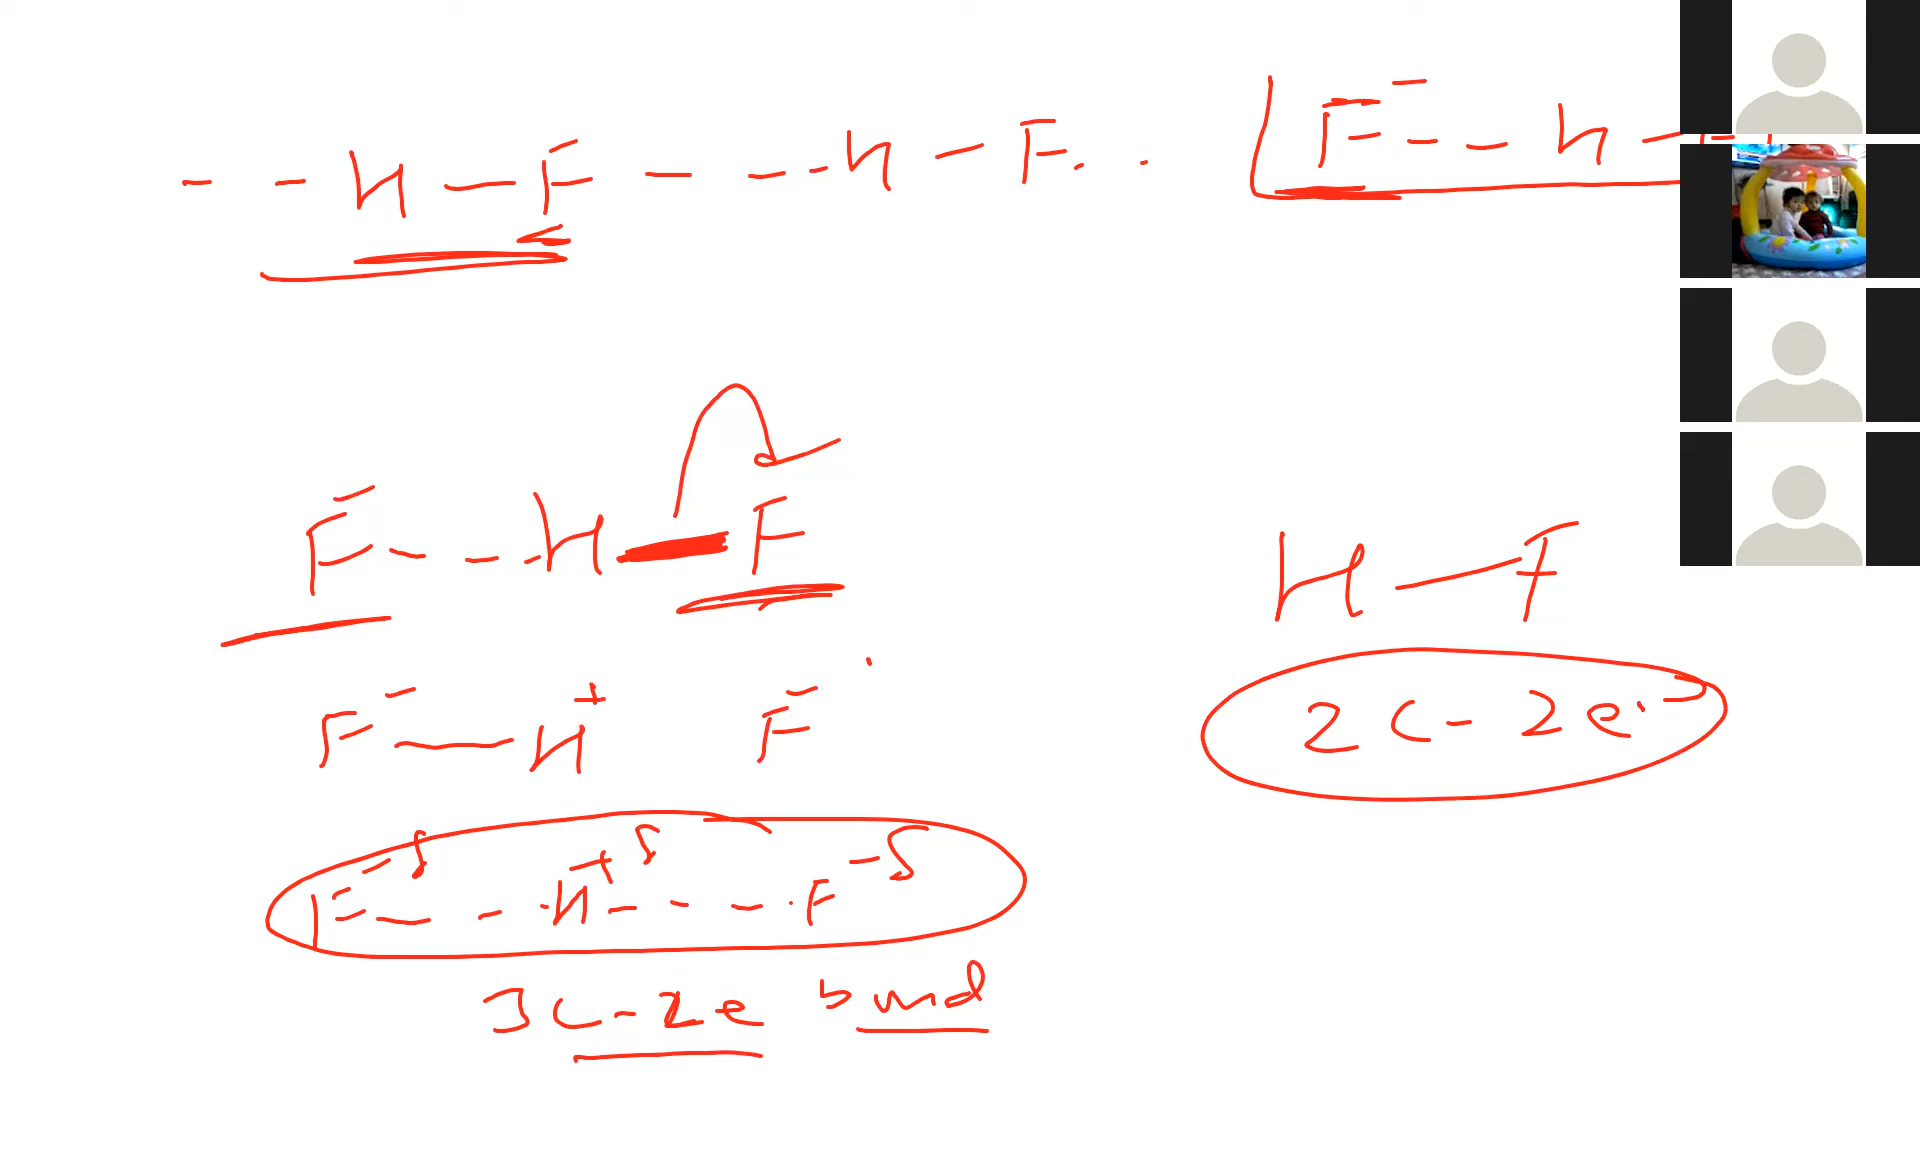 - - H - F - - - H - F . .
F⁻ - - H -
F⁻ - - - H - F
H - F
F⁻ - H⁺ F⁻
2c-2e⁻
F^-δ - - - H^+δ - - - F^-δ
3c-2e bond